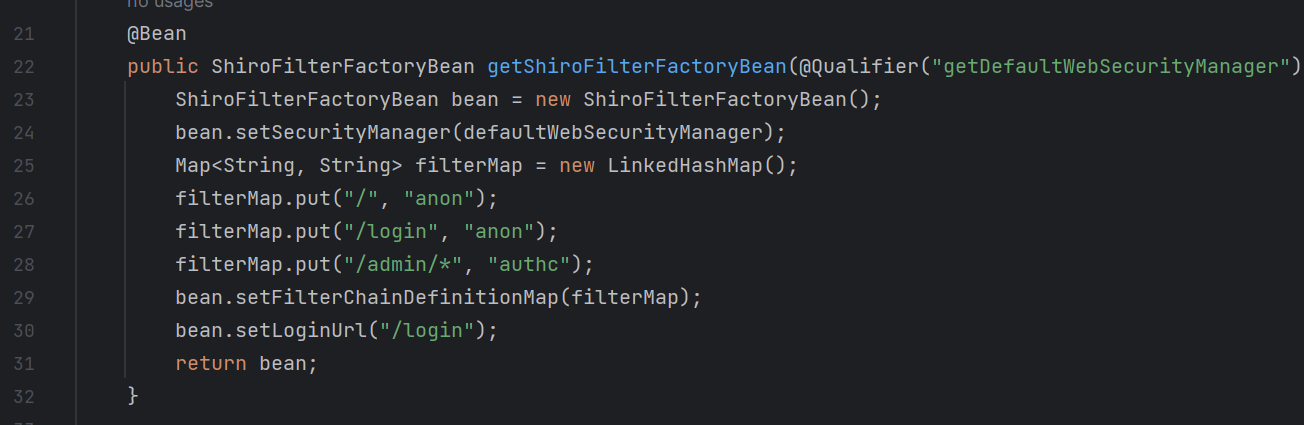 no usages
21 @Bean
22 public ShiroFilterFactoryBean getShiroFilterFactoryBean(@Qualifier("getDefaultWebSecurityManager")
23 ShiroFilterFactoryBean bean = new ShiroFilterFactoryBean();
24 bean.setSecurityManager(defaultWebSecurityManager);
25 Map<String, String> filterMap = new LinkedHashMap();
26 filterMap.put("/", "anon");
27 filterMap.put("/login", "anon");
28 filterMap.put("/admin/*", "authc");
29 bean.setFilterChainDefinitionMap(filterMap);
30 bean.setLoginUrl("/login");
31 return bean;
32 }